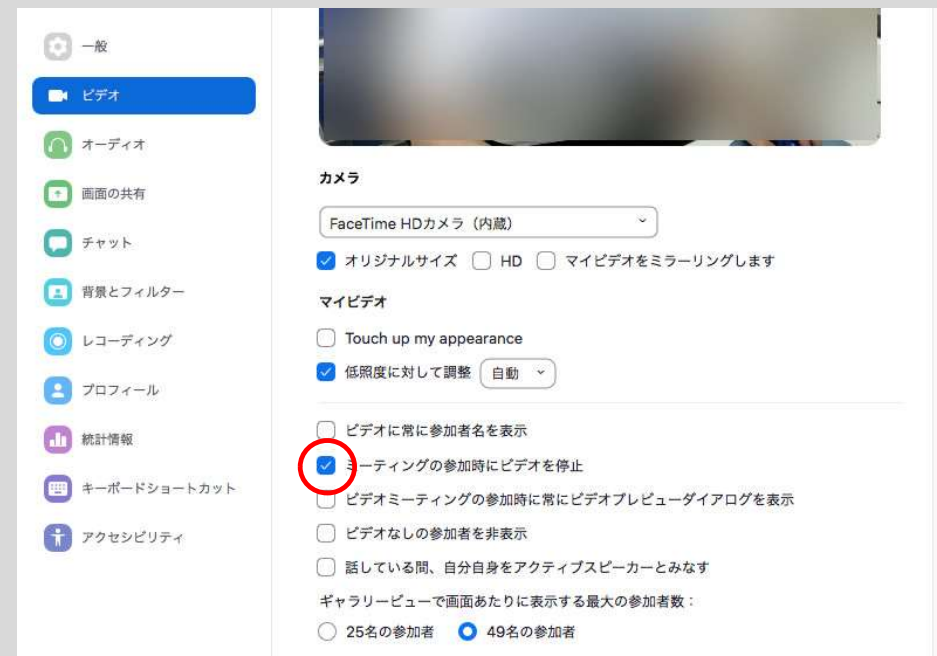 一般
ビデオ
オーディオ
画面の共有
チャット
背景とフィルター
レコーディング
プロフィール
統計情報
キーボードショートカット
アクセシビリティ
カメラ
FaceTime HDカメラ（内蔵）
オリジナルサイズ HD マイビデオをミラーリングします
マイビデオ
Touch up my appearance
低照度に対して調整 自動
ビデオに常に参加者名を表示
ミーティングの参加時にビデオを停止
ビデオミーティングの参加時に常にビデオプレビューダイアログを表示
ビデオなしの参加者を非表示
話している間、自分自身をアクティブスピーカーとみなす
ギャラリービューで画面あたりに表示する最大の参加者数：
25名の参加者 49名の参加者